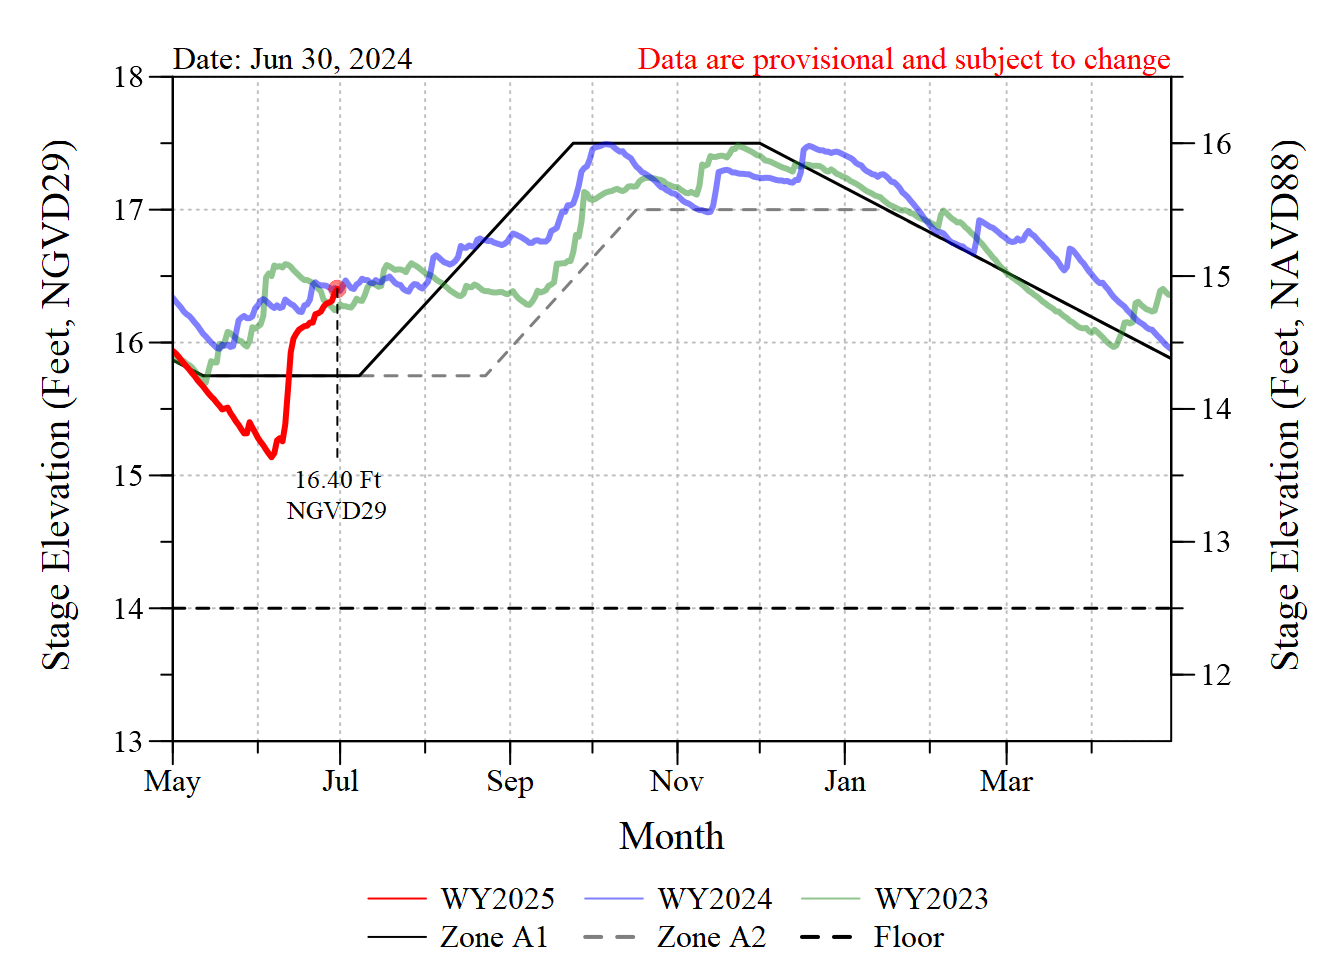 Date: Jun 30, 2024
Data are provisional and subject to change
Stage Elevation (Feet, NGVD29)
18
17
16
15
14
13
16
15
14
13
12
Stage Elevation (Feet, NAVD88)
16.40 Ft
NGVD29
May Jul Sep Nov Jan Mar
Month
WY2025 WY2024 WY2023
Zone A1 Zone A2 Floor